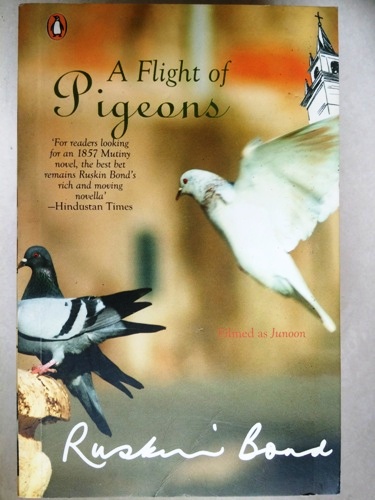 A Flight of
Pigeons
'For readers looking
for an 1857 Mutiny
novel, the best bet
remains Ruskin Bond's
rich and moving
novella'
—Hindustan Times
Filmed as Junoon
Ruskin Bond